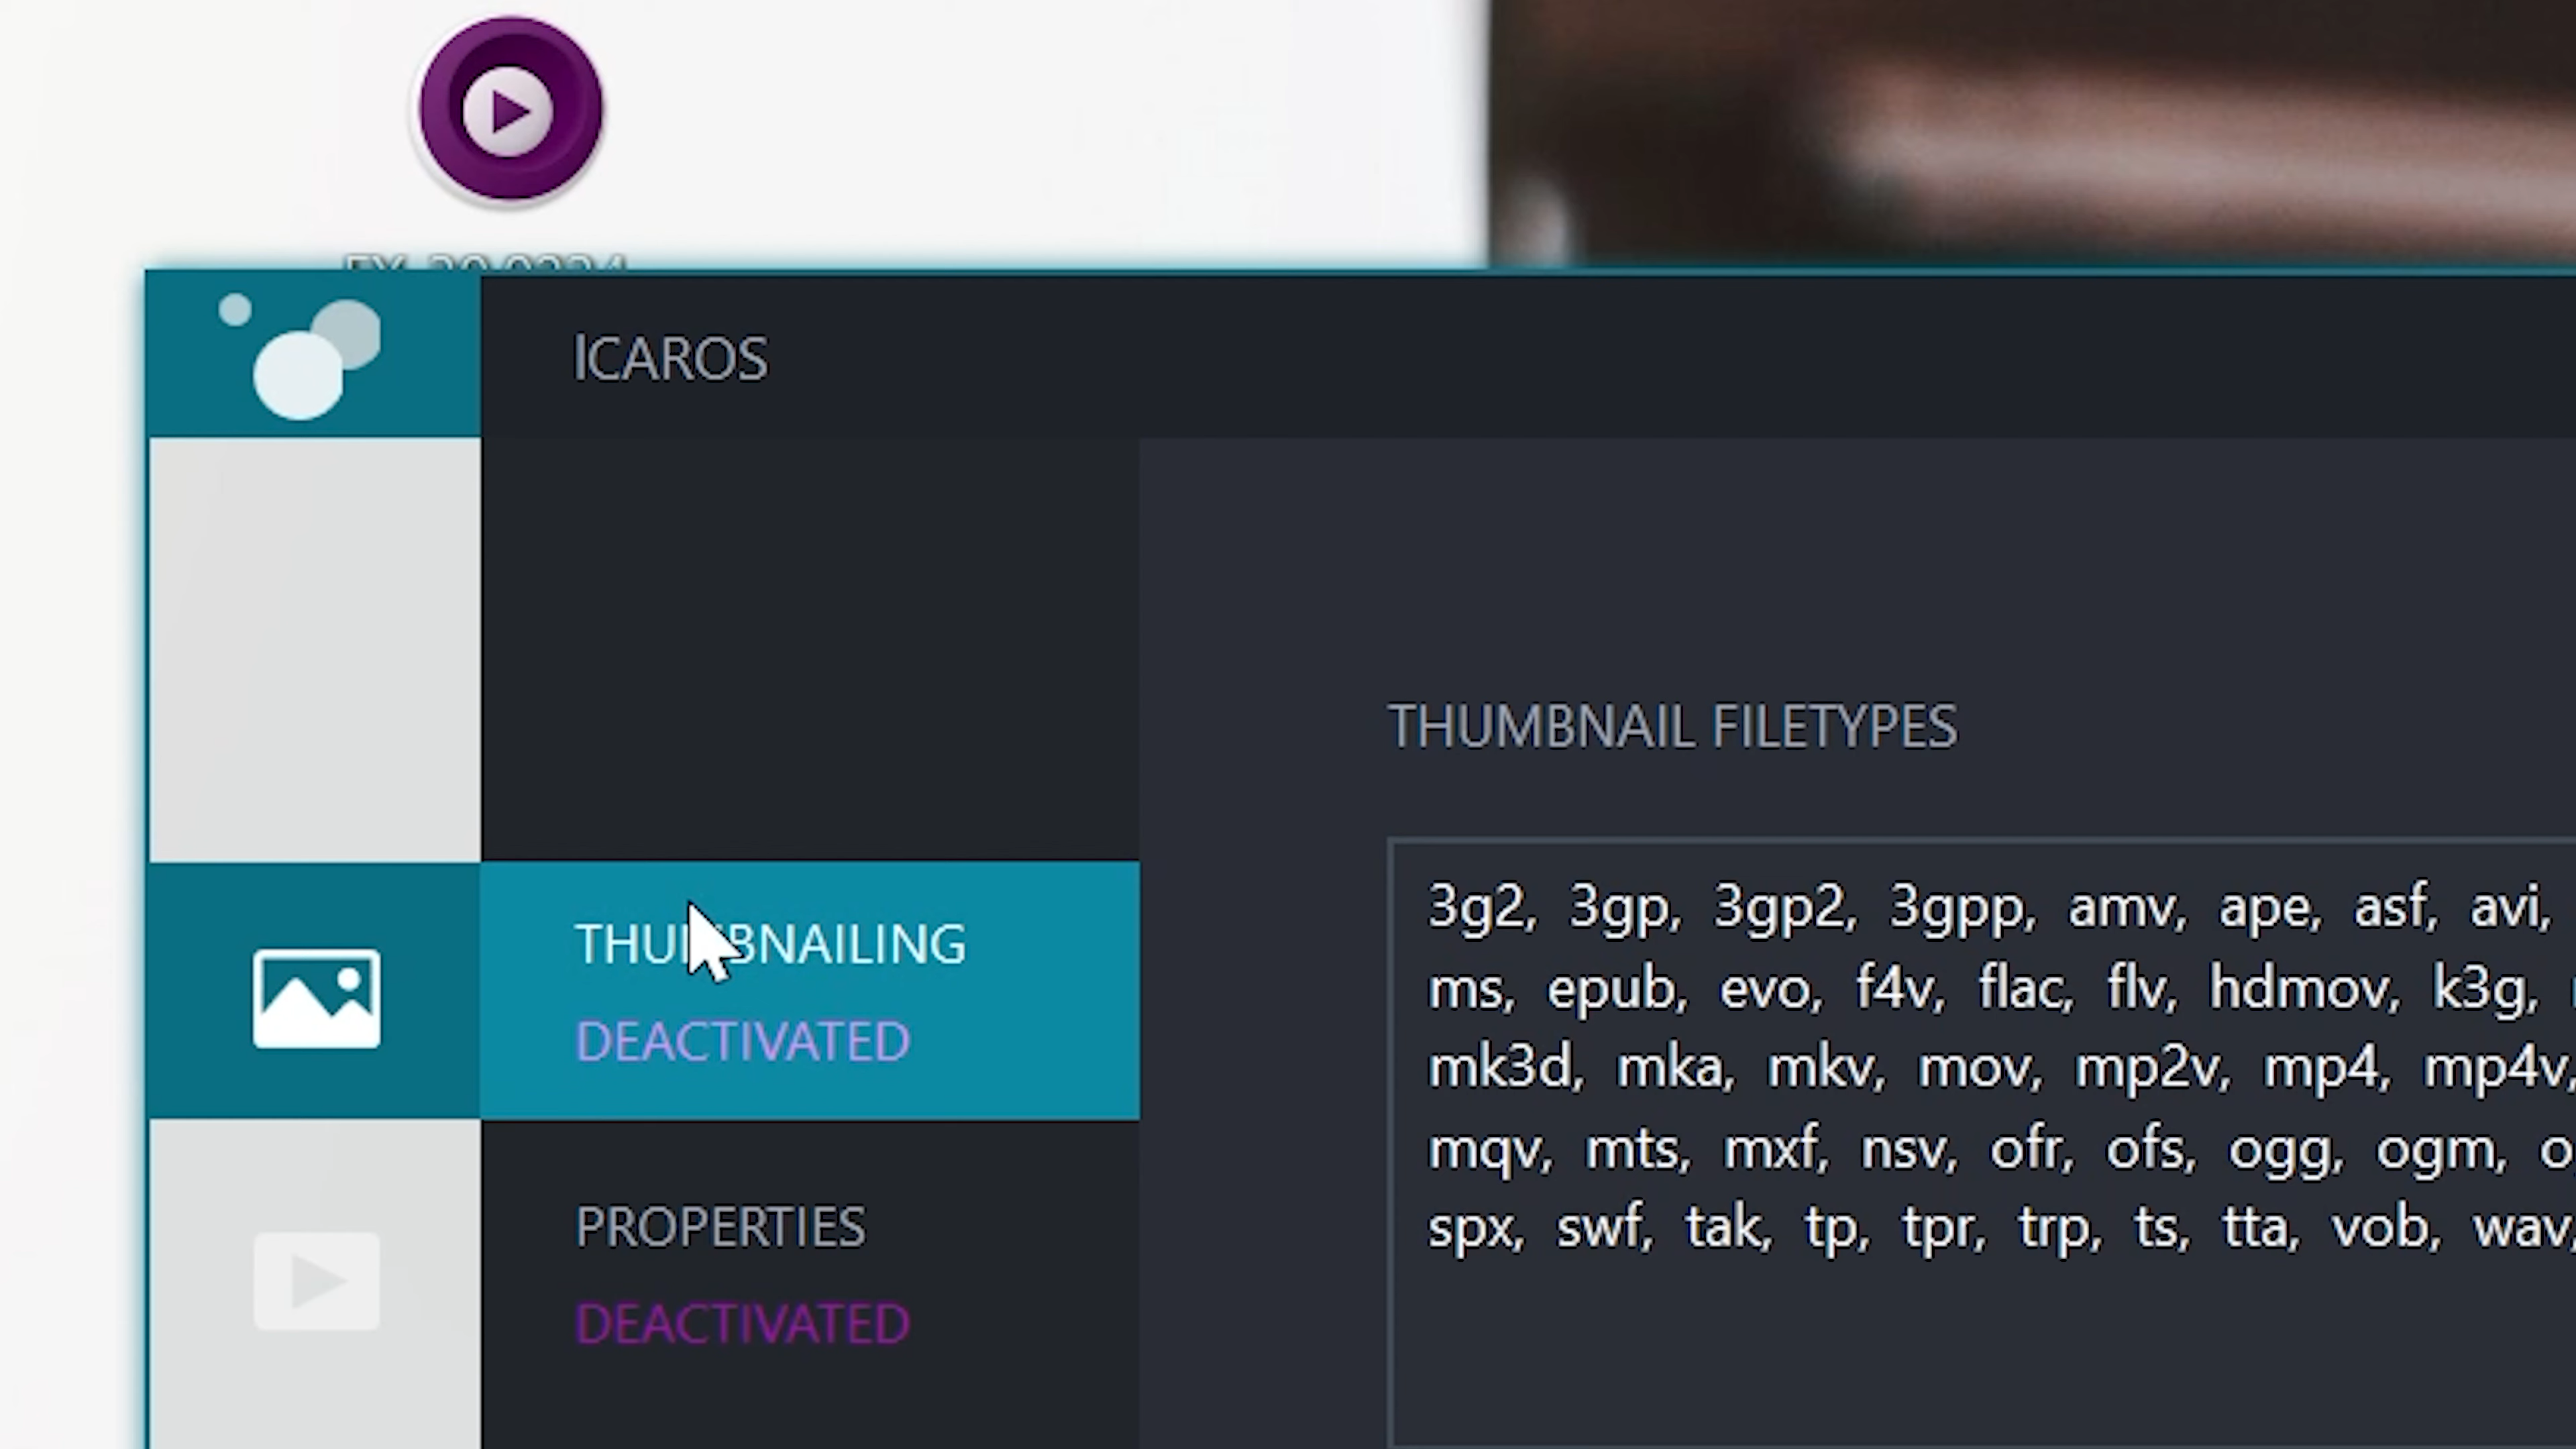 ICAROS
THUMBNAIL FILETYPES
3g2, 3gp, 3gp2, 3gpp, amv, ape, asf, avi,
ms, epub, evo, f4v, flac, flv, hdmov, k3g,
mk3d, mka, mkv, mov, mp2v, mp4, mp4v,
mqv, mts, mxf, nsv, ofr, ofs, ogg, ogm,
spx, swf, tak, tp, tpr, trp, ts, tta, vob, wav,
THUMBNAILING
DEACTIVATED
PROPERTIES
DEACTIVATED